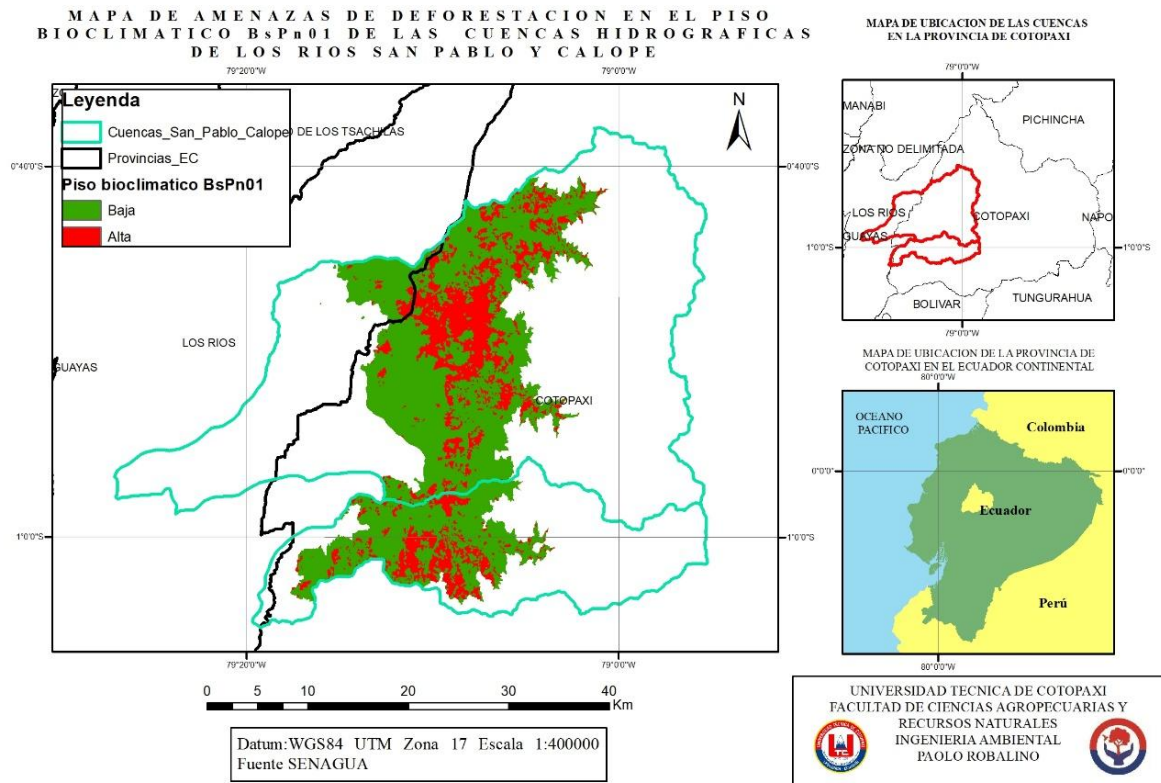 MAPA DE AMENAZAS DE DEFORESTACION EN EL PISO
BIOCLIMATICO BsPn01 DE LAS CUENCAS HIDROGRAFICAS
DE LOS RIOS SAN PABLO Y CALOPE
79°20'0"W
79°0'0"W
Leyenda
Cuencas_San_Pablo_Calope
O DE LOS TSACHILAS
Provincias_EC
Piso bioclimatico BsPn01
Baja
Alta
N
0°40'0"S
0°40'0"S
LOS RIOS
GUAYAS
COTOPAXI
1°0'0"S
1°0'0"S
79°20'0"W
79°0'0"W
0 5 10 20 30 40
Km
Datum:WGS84 UTM Zona 17 Escala 1:400000
Fuente SENAGUA
MAPA DE UBICACION DE LAS CUENCAS
EN LA PROVINCIA DE COTOPAXI
79°0'0"W
MANABI
PICHINCHA
ZONA NO DELIMITADA
LOS RIOS
COTOPAXI
NAPO
GUAYAS
1°0'0"S
1°0'0"S
BOLIVAR
TUNGURAHUA
79°0'0"W
MAPA DE UBICACION DE LA PROVINCIA DE
COTOPAXI EN EL ECUADOR CONTINENTAL
80°0'0"W
OCEANO
PACIFICO
Colombia
0°0'0"
0°0'0"
Ecuador
Perú
80°0'0"W
UNIVERSIDAD TECNICA DE COTOPAXI
FACULTAD DE CIENCIAS AGROPECUARIAS Y
RECURSOS NATURALES
INGENIERIA AMBIENTAL
PAOLO ROBALINO